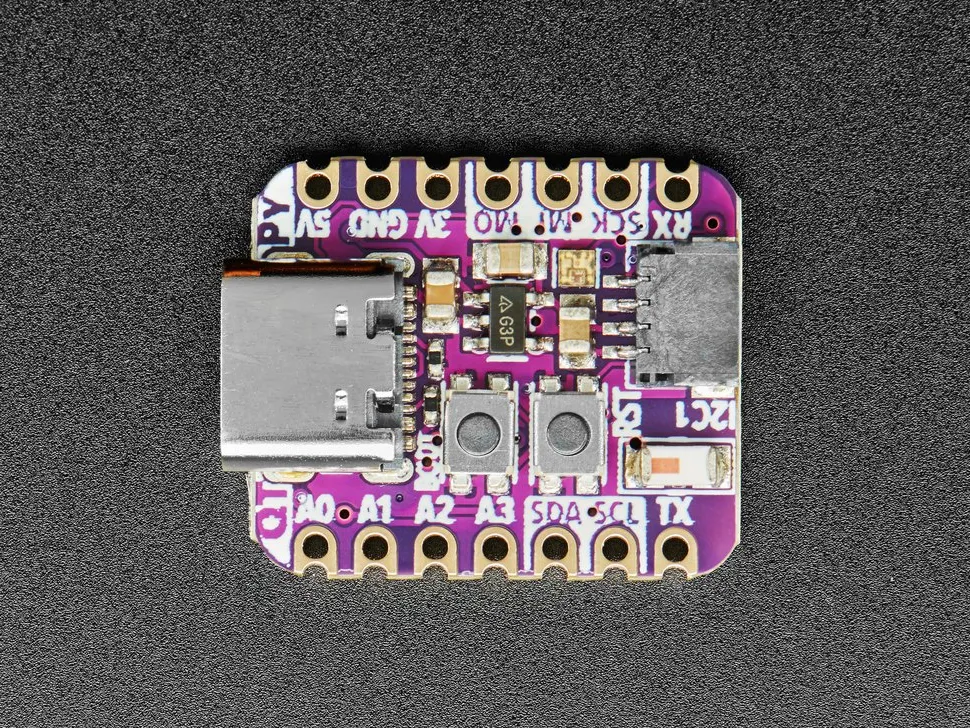 5V GND 3V MO MI SCK RX
G3P
I2C1
RST
BOOT
A0 A1 A2 A3 SDA SCL TX